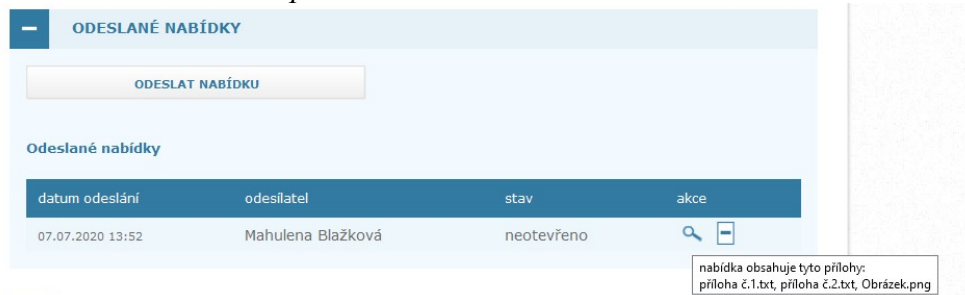 ODESLANÉ NABÍDKY
ODESLAT NABÍDKU
Odeslané nabídky
datum odeslání odesílatel stav akce
07.07.2020 13:52 Mahulena Blažková neotevřeno
nabídka obsahuje tyto přílohy:
příloha č.1.txt, příloha č.2.txt, Obrázek.png